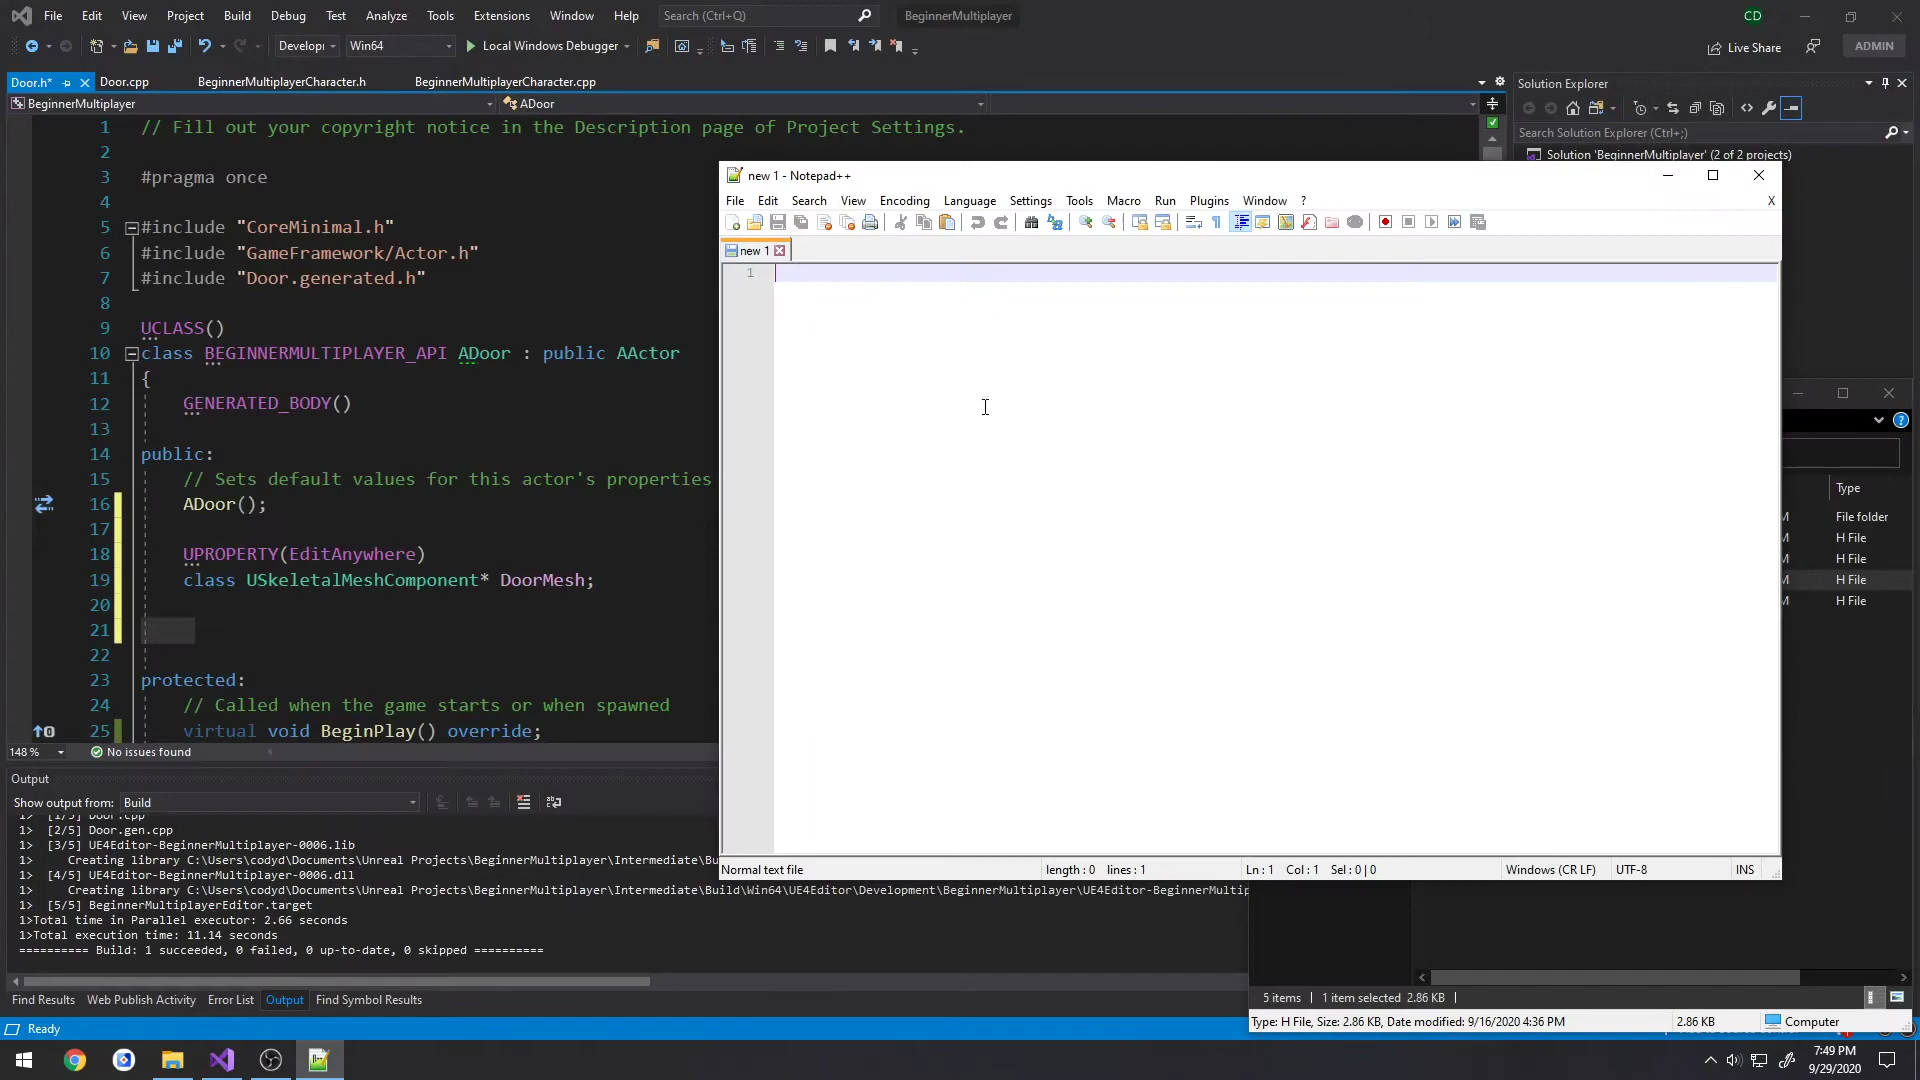 File Edit View Project Build Debug Test Analyze Tools Extensions Window Help Search (Ctrl+Q) BeginnerMultiplayer CD
Develop Win64 Local Windows Debugger Live Share ADMIN
Door.h* Door.cpp BeginnerMultiplayerCharacter.h BeginnerMultiplayerCharacter.cpp
BeginnerMultiplayer ADoor
1 // Fill out your copyright notice in the Description page of Project Settings.
2
3 #pragma once
4
5 #include "CoreMinimal.h"
6 #include "GameFramework/Actor.h"
7 #include "Door.generated.h"
8
9 UCLASS()
10 class BEGINNERMULTIPLAYER_API ADoor : public AActor
11 {
12 GENERATED_BODY()
13
14 public:
15 // Sets default values for this actor's properties
16 ADoor();
17
18 UPROPERTY(EditAnywhere)
19 class USkeletalMeshComponent* DoorMesh;
20
21
22
23 protected:
24 // Called when the game starts or when spawned
25 virtual void BeginPlay() override;
148 % No issues found
Output
Show output from: Build
1> [1/5] Door.cpp
1> [2/5] Door.gen.cpp
1> [3/5] UE4Editor-BeginnerMultiplayer-0006.lib
1> Creating library C:\Users\codyd\Documents\Unreal Projects\BeginnerMultiplayer\Intermediate\Bu
1> [4/5] UE4Editor-BeginnerMultiplayer-0006.dll
1> Creating library C:\Users\codyd\Documents\Unreal Projects\BeginnerMultiplayer\Intermediate\Build\Win64\UE4Editor\Development\BeginnerMultiplayer\UE4Editor-BeginnerMultip
1> [5/5] BeginnerMultiplayerEditor.target
1>Total time in Parallel executor: 2.66 seconds
1>Total execution time: 11.14 seconds
========== Build: 1 succeeded, 0 failed, 0 up-to-date, 0 skipped ==========
Find Results Web Publish Activity Error List Output Find Symbol Results
Ready
new 1 - Notepad++
File Edit Search View Encoding Language Settings Tools Macro Run Plugins Window ? X
new 1
1
Normal text file length : 0 lines : 1 Ln : 1 Col : 1 Sel : 0 | 0 Windows (CR LF) UTF-8 INS
Solution Explorer
Search Solution Explorer (Ctrl+;)
Solution 'BeginnerMultiplayer' (2 of 2 projects)
Type
M File folder
M H File
M H File
M H File
M H File
5 items 1 item selected 2.86 KB
Type: H File, Size: 2.86 KB, Date modified: 9/16/2020 4:36 PM 2.86 KB Computer
7:49 PM
9/29/2020